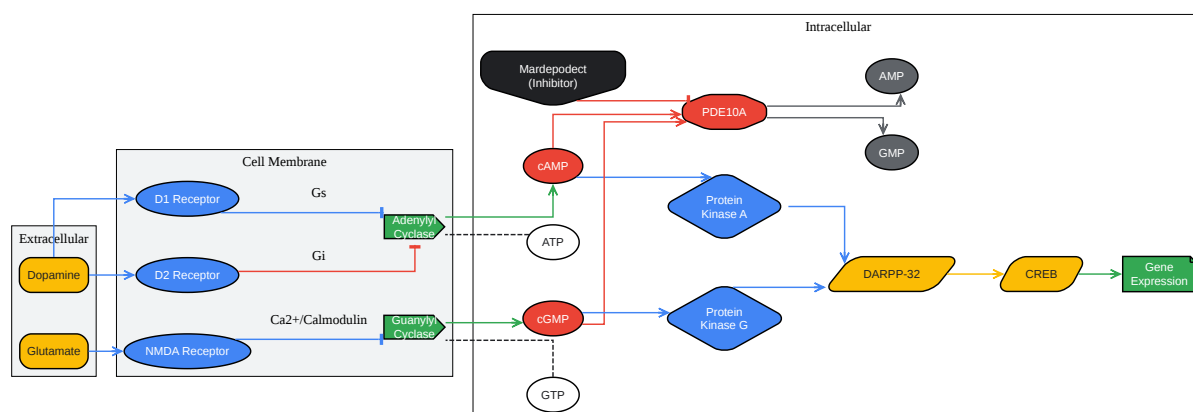 Intracellular
Mardepodect
(Inhibitor)
AMP
PDE10A
GMP
Cell Membrane
cAMP
D1 Receptor
Gs
Protein
Kinase A
Adenylyl
Cyclase
Extracellular
ATP
Dopamine
D2 Receptor
Gi
DARPP-32
CREB
Gene
Expression
Ca2+/Calmodulin
Guanylyl
Cyclase
cGMP
Protein
Kinase G
Glutamate
NMDA Receptor
GTP